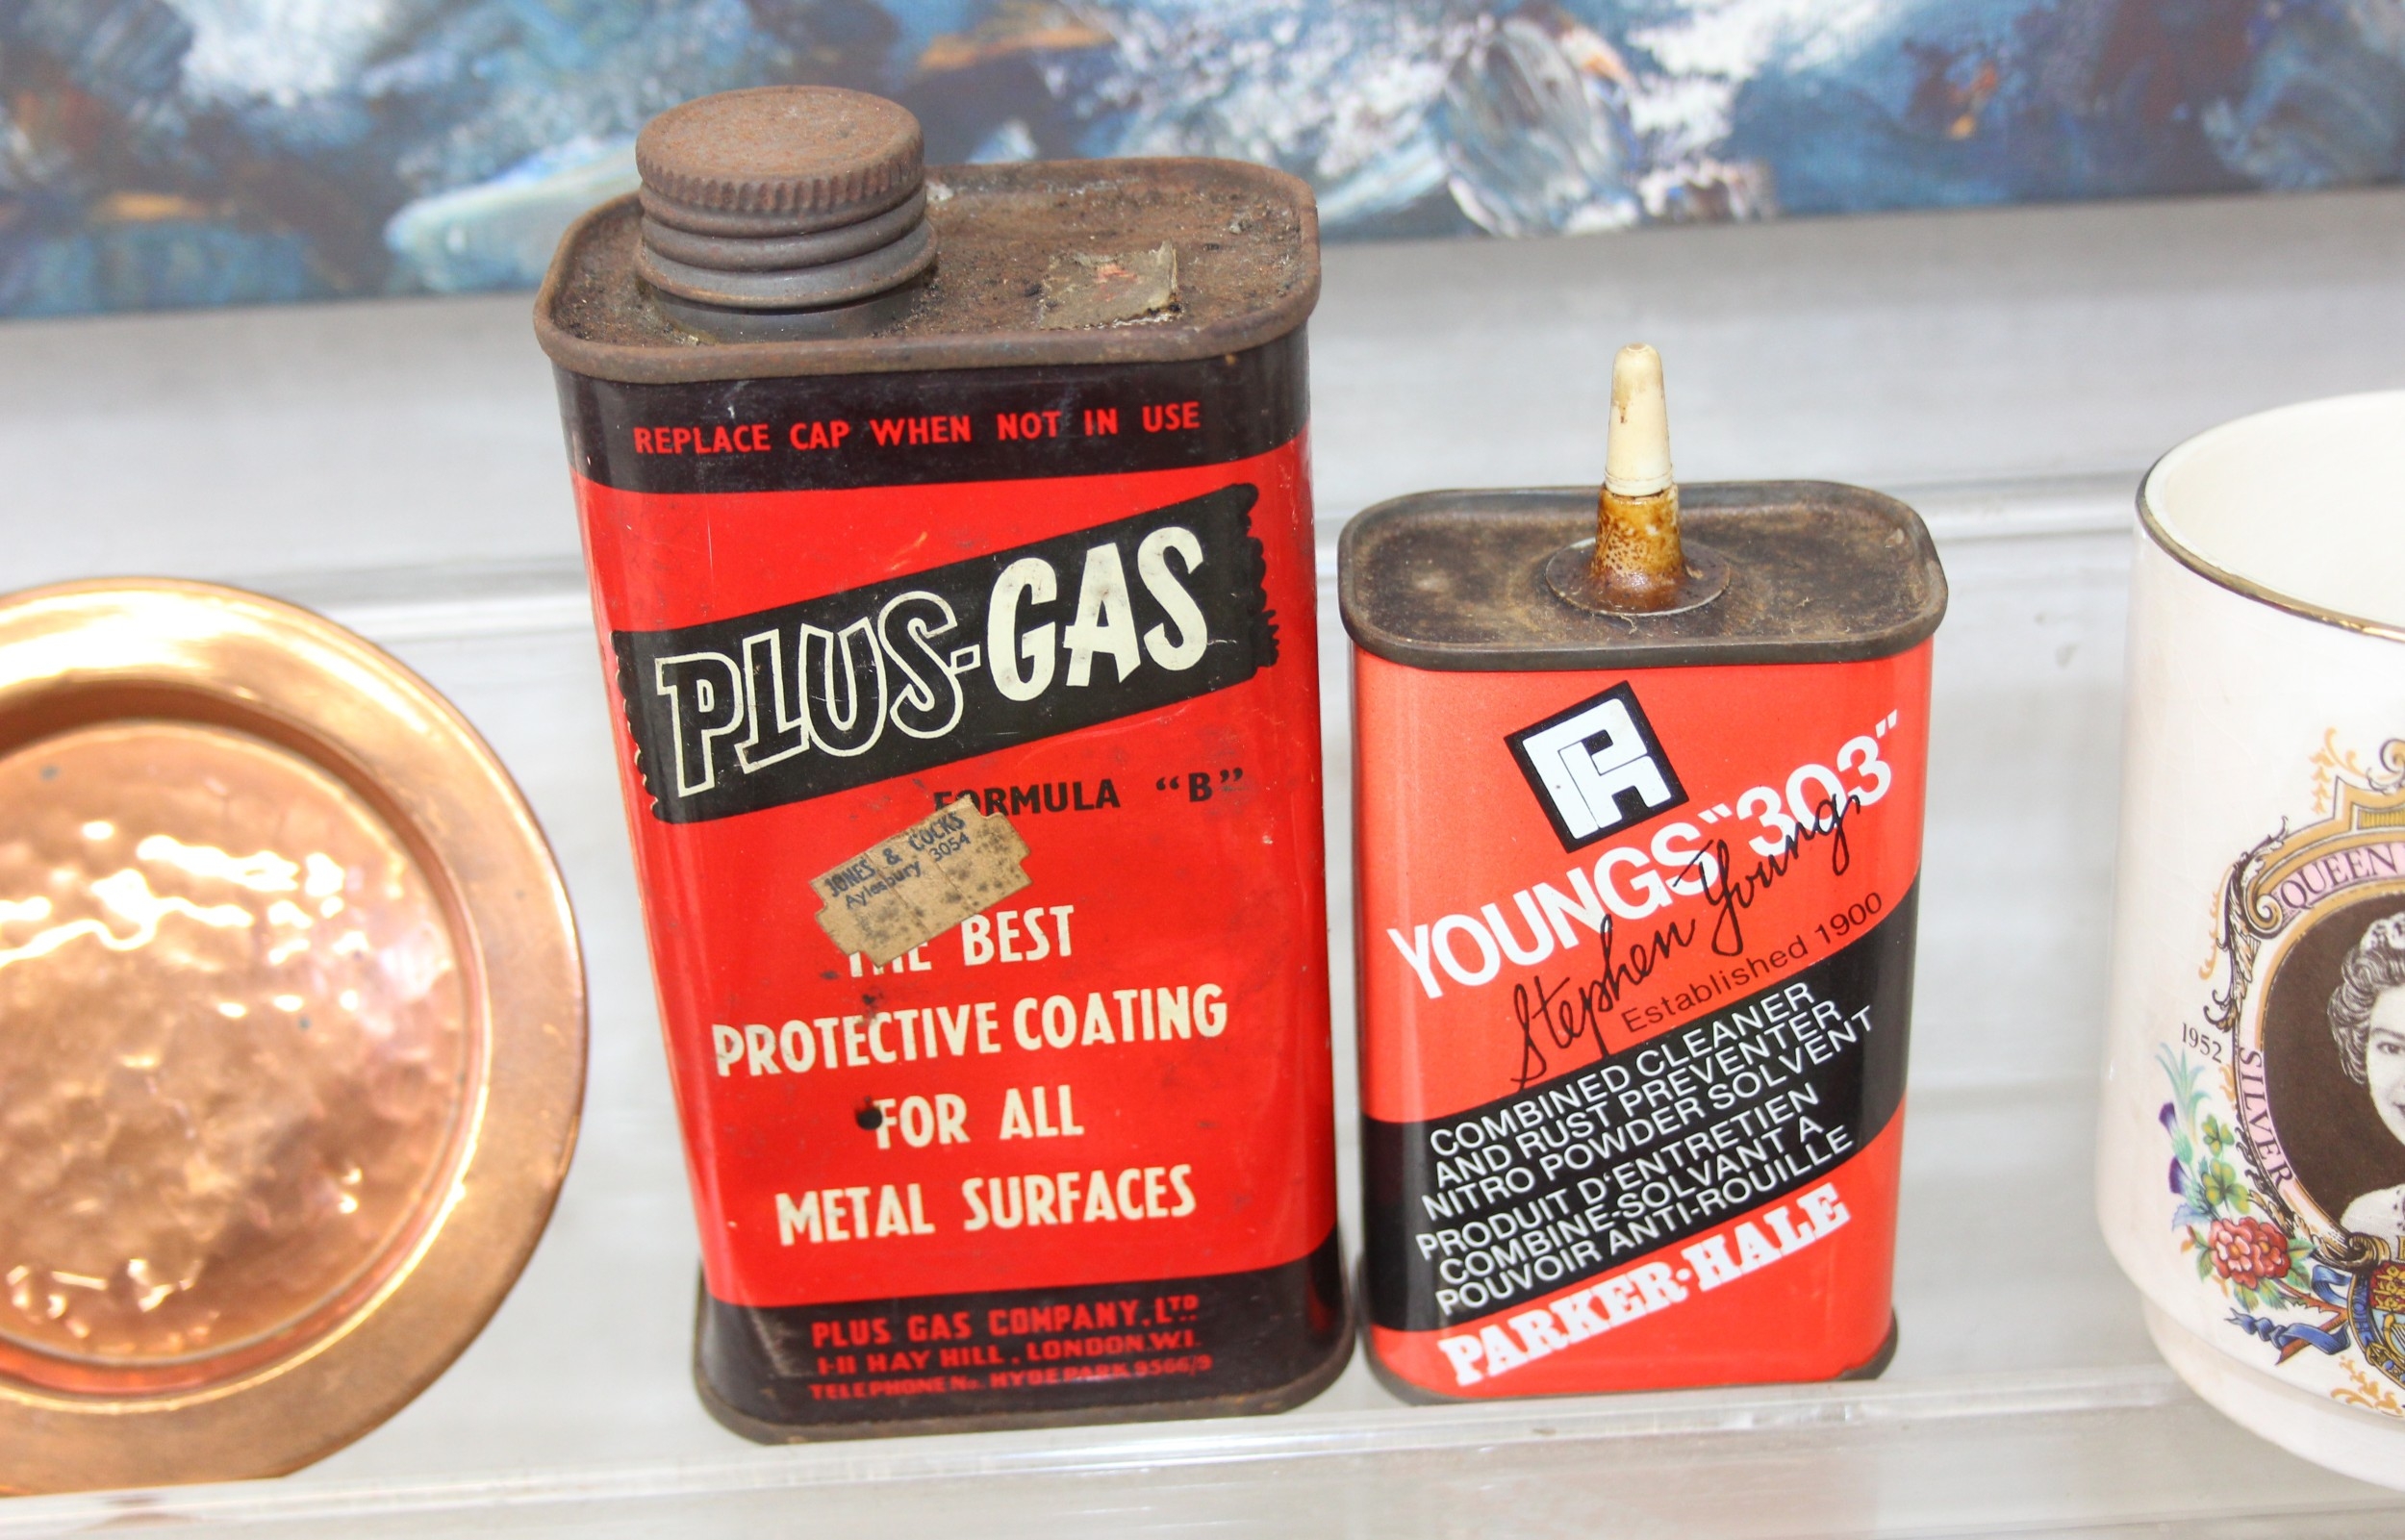 REPLACE CAP WHEN NOT IN USE
PLUS-GAS
FORMULA "B"
JONES & COCKS
Aylesbury 3054
THE BEST
PROTECTIVE COATING
FOR ALL
METAL SURFACES
PLUS GAS COMPANY, LTD
1-11 HAY HILL, LONDON.W.1.
TELEPHONE No. HYDE PARK 9566/9
YOUNGS "303"
Stephen Youngs
Established 1900
COMBINED CLEANER
AND RUST PREVENTER
NITRO POWDER SOLVENT
PRODUIT D'ENTRETIEN
COMBINE-SOLVANT A
POUVOIR ANTI-ROUILLE
PARKER-HALE
QUEEN
1952
SILVER